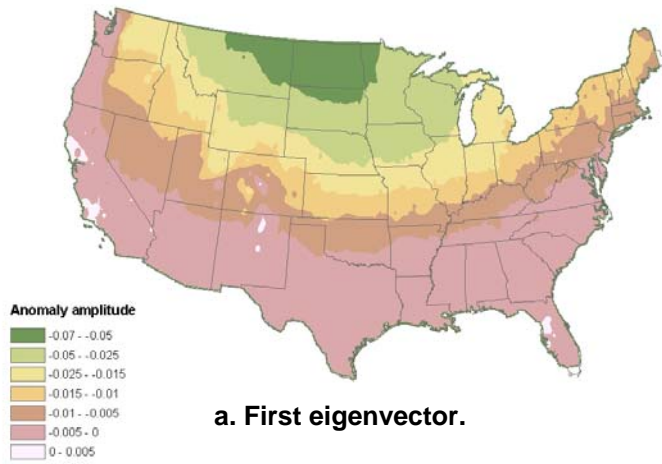 Anomaly amplitude
-0.07 - -0.05
-0.05 - -0.025
-0.025 - -0.015
-0.015 - -0.01
-0.01 - -0.005
-0.005 - 0
0 - 0.005
a. First eigenvector.